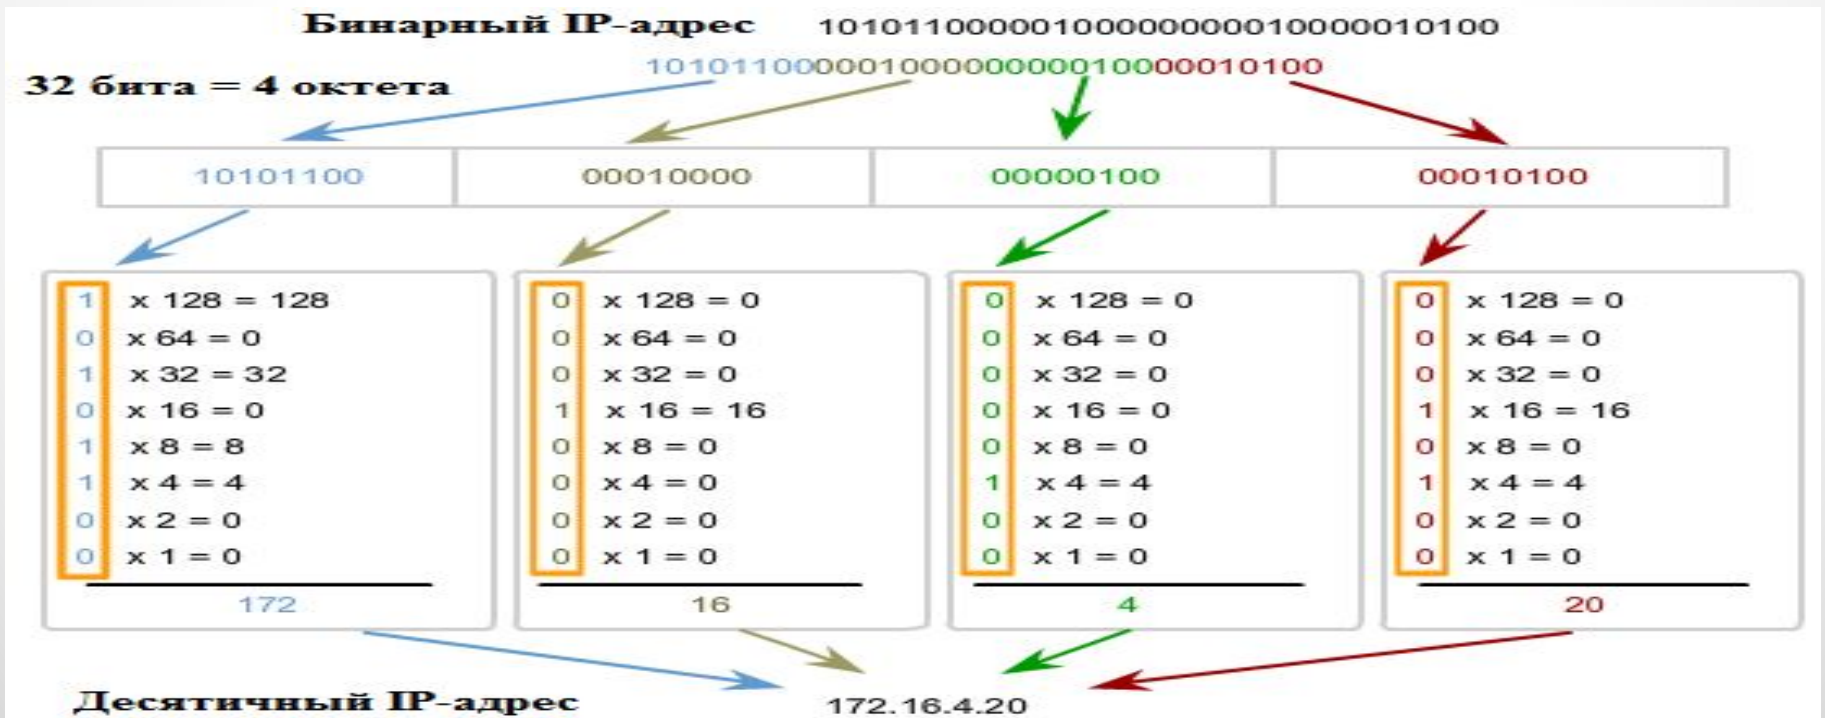 Бинарный IP-адрес 10101100000100000000010000010100
10101100000100000000010000010100
32 бита = 4 октета
10101100 00010000 00000100 00010100
1 x 128 = 128 0 x 128 = 0 0 x 128 = 0 0 x 128 = 0
0 x 64 = 0 0 x 64 = 0 0 x 64 = 0 0 x 64 = 0
1 x 32 = 32 0 x 32 = 0 0 x 32 = 0 0 x 32 = 0
0 x 16 = 0 1 x 16 = 16 0 x 16 = 0 1 x 16 = 16
1 x 8 = 8 0 x 8 = 0 0 x 8 = 0 0 x 8 = 0
1 x 4 = 4 0 x 4 = 0 1 x 4 = 4 1 x 4 = 4
0 x 2 = 0 0 x 2 = 0 0 x 2 = 0 0 x 2 = 0
0 x 1 = 0 0 x 1 = 0 0 x 1 = 0 0 x 1 = 0
172 16 4 20
Десятичный IP-адрес 172.16.4.20